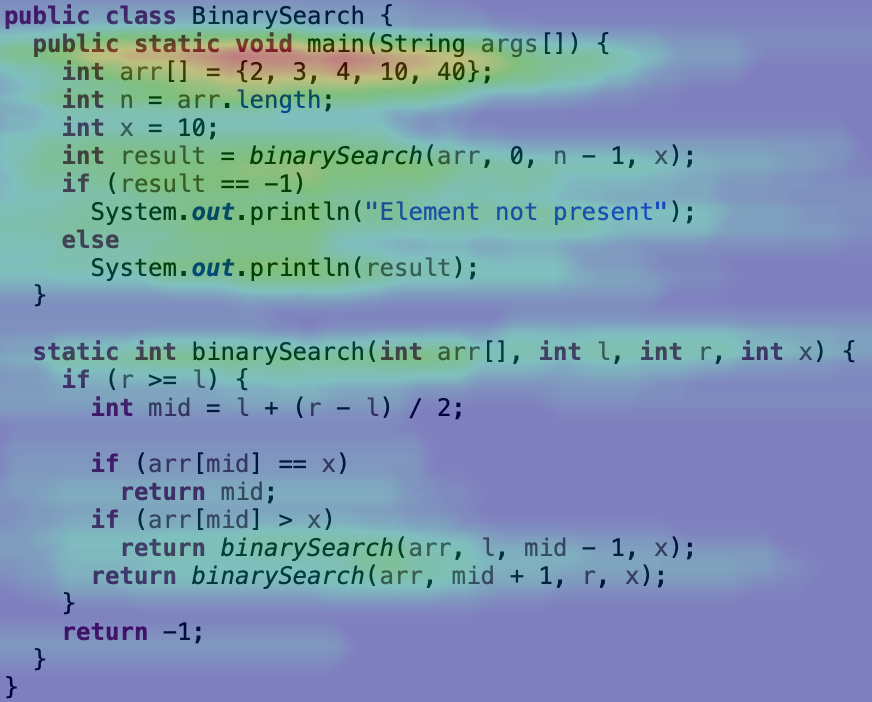 public class BinarySearch {
  public static void main(String args[]) {
    int arr[] = {2, 3, 4, 10, 40};
    int n = arr.length;
    int x = 10;
    int result = binarySearch(arr, 0, n - 1, x);
    if (result == -1)
      System.out.println("Element not present");
    else
      System.out.println(result);
  }

  static int binarySearch(int arr[], int l, int r, int x) {
    if (r >= l) {
      int mid = l + (r - l) / 2;

      if (arr[mid] == x)
        return mid;
      if (arr[mid] > x)
        return binarySearch(arr, l, mid - 1, x);
      return binarySearch(arr, mid + 1, r, x);
    }
    return -1;
  }
}